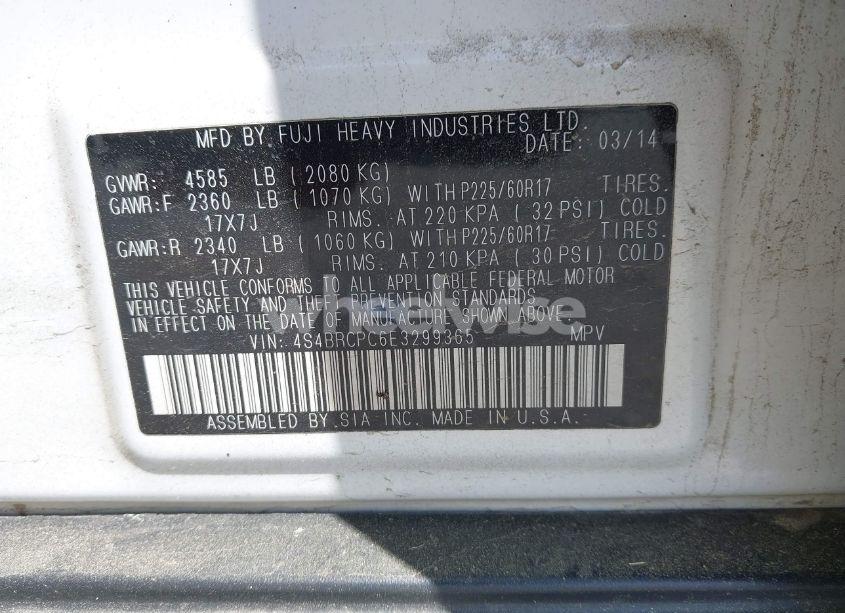 MFD BY FUJI HEAVY INDUSTRIES LTD.
DATE: 03/14
GVWR: 4585 LB ( 2080 KG)
GAWR:F 2360 LB ( 1070 KG) WITH P225/60R17 TIRES.
17X7J RIMS. AT 220 KPA ( 32 PSI) COLD
GAWR:R 2340 LB ( 1060 KG) WITH P225/60R17 TIRES.
17X7J RIMS. AT 210 KPA ( 30 PSI) COLD
THIS VEHICLE CONFORMS TO ALL APPLICABLE FEDERAL MOTOR
VEHICLE SAFETY AND THEFT PREVENTION STANDARDS
IN EFFECT ON THE DATE OF MANUFACTURE SHOWN ABOVE.
wheelwise
VIN: 4S4BRCPC6E3299365 MPV
ASSEMBLED BY SIA-INC. MADE IN U.S.A.